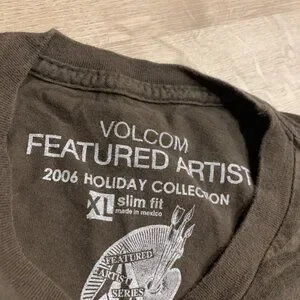 VOLCOM
FEATURED ARTIST
2006 HOLIDAY COLLECTION
XL slim fit
made in mexico
FEATURED
ARTIST
SERIES